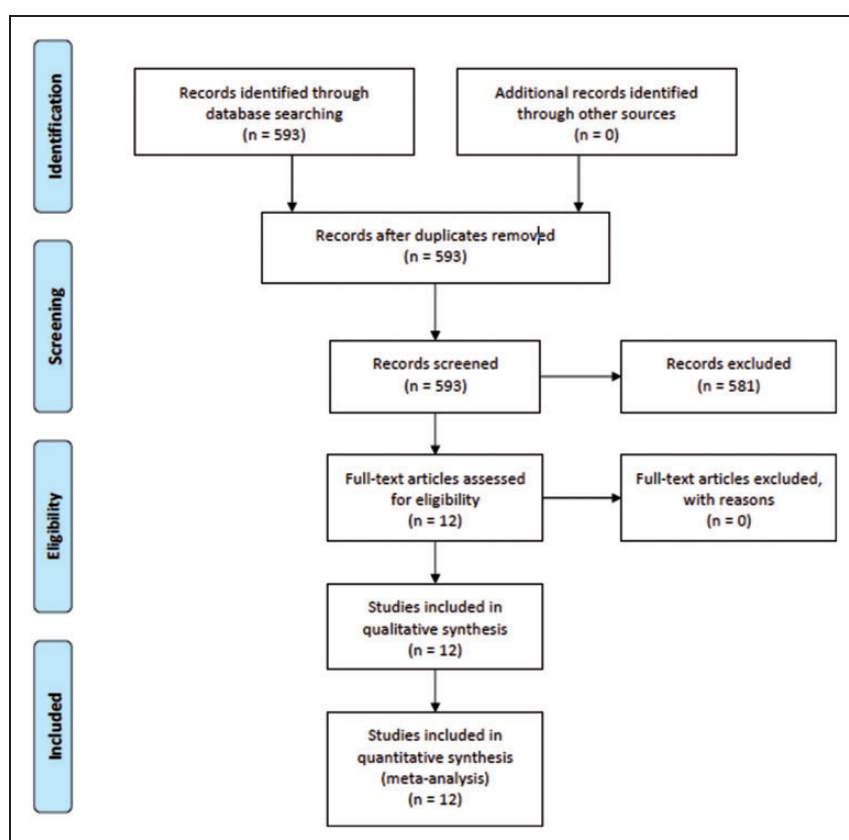 Identification
Records identified through
database searching
(n = 593)
Additional records identified
through other sources
(n = 0)
Records after duplicates removed
(n = 593)
Screening
Records screened
(n = 593)
Records excluded
(n = 581)
Eligibility
Full-text articles assessed
for eligibility
(n = 12)
Full-text articles excluded,
with reasons
(n = 0)
Studies included in
qualitative synthesis
(n = 12)
Included
Studies included in
quantitative synthesis
(meta-analysis)
(n = 12)